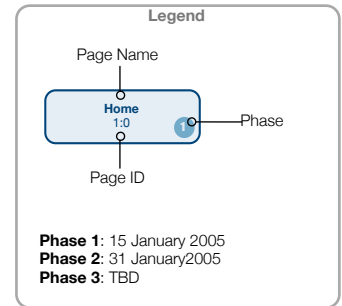 Legend
Page Name
Home
1:0
1
Phase
Page ID
Phase 1: 15 January 2005
Phase 2: 31 January2005
Phase 3: TBD